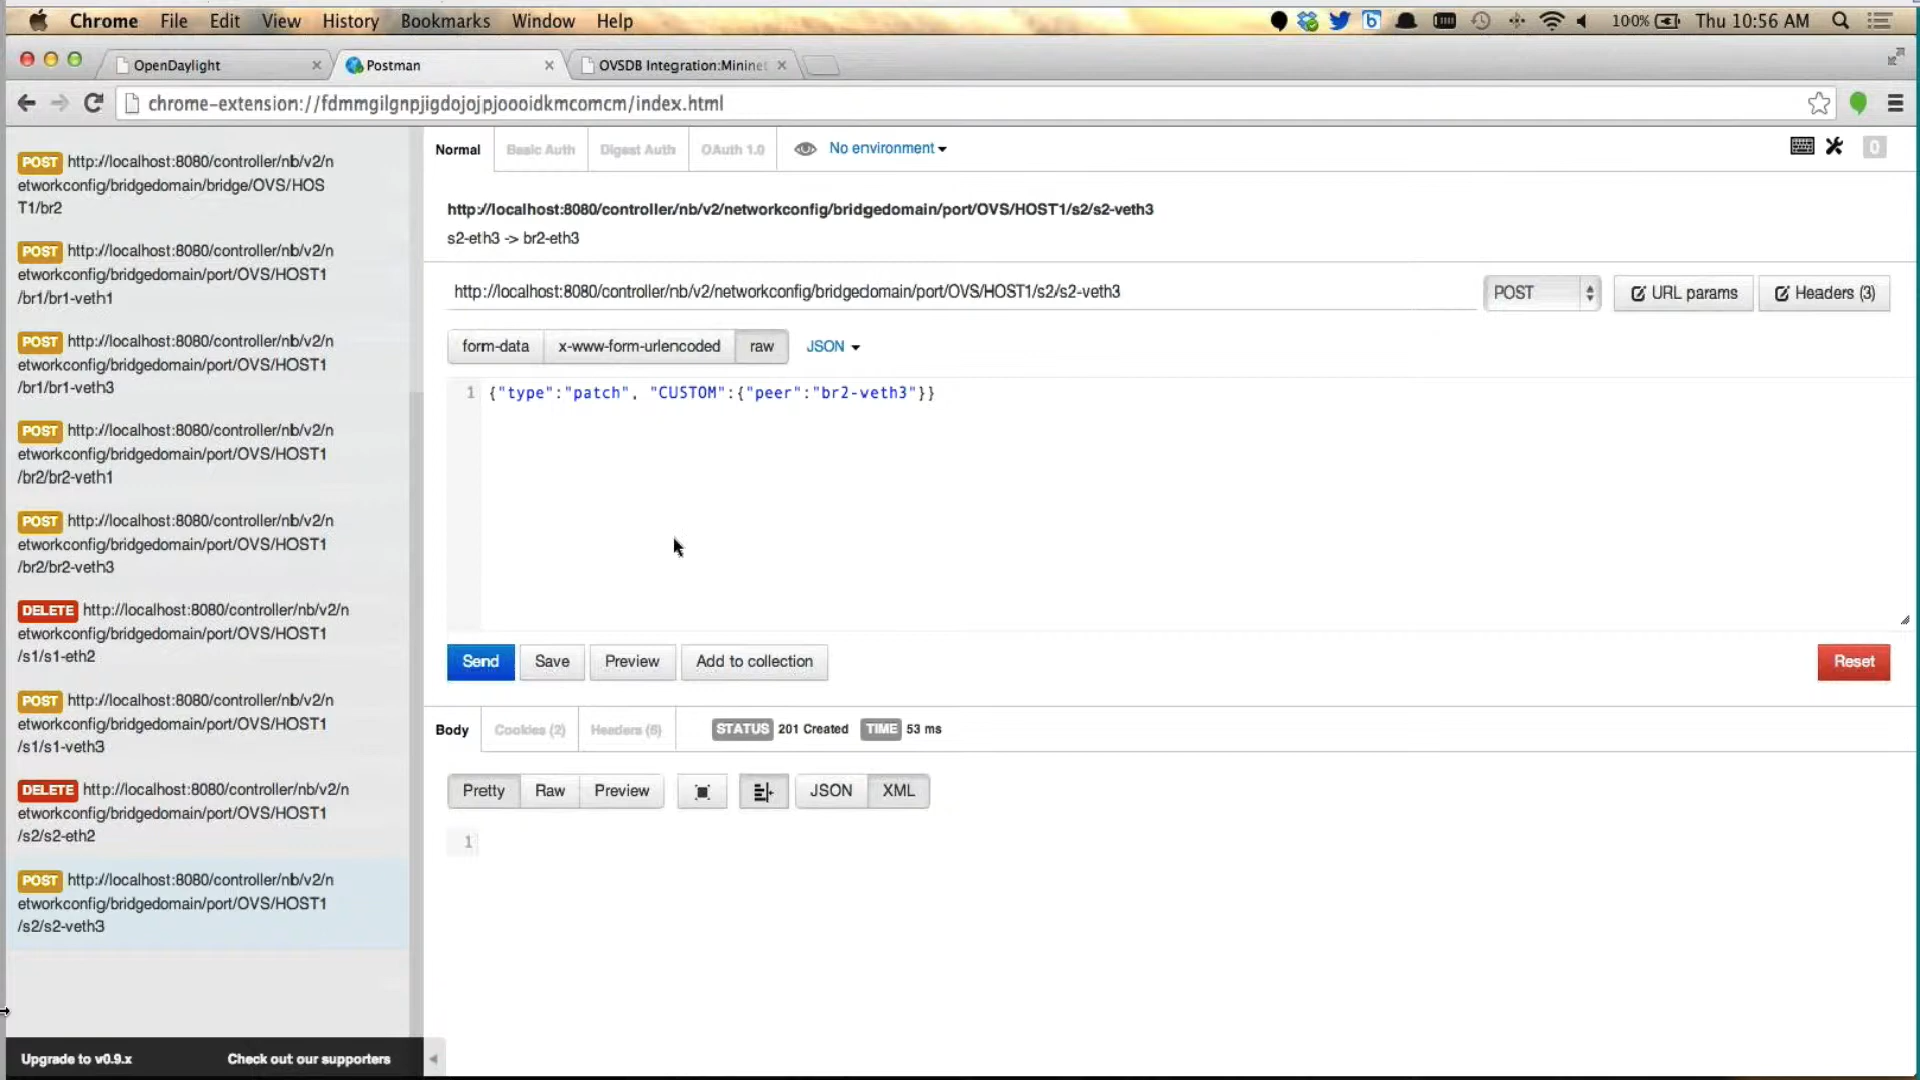 Chrome File Edit View History Bookmarks Window Help 100% Thu 10:56 AM
OpenDaylight Postman OVSDB Integration:Mininet
chrome-extension://fdmmgilgnpjigdojojpjoooidkmcomcm/index.html
POST http://localhost:8080/controller/nb/v2/n
etworkconfig/bridgedomain/bridge/OVS/HOS
T1/br2
POST http://localhost:8080/controller/nb/v2/n
etworkconfig/bridgedomain/port/OVS/HOST1
/br1/br1-veth1
POST http://localhost:8080/controller/nb/v2/n
etworkconfig/bridgedomain/port/OVS/HOST1
/br1/br1-veth3
POST http://localhost:8080/controller/nb/v2/n
etworkconfig/bridgedomain/port/OVS/HOST1
/br2/br2-veth1
POST http://localhost:8080/controller/nb/v2/n
etworkconfig/bridgedomain/port/OVS/HOST1
/br2/br2-veth3
DELETE http://localhost:8080/controller/nb/v2/n
etworkconfig/bridgedomain/port/OVS/HOST1
/s1/s1-eth2
POST http://localhost:8080/controller/nb/v2/n
etworkconfig/bridgedomain/port/OVS/HOST1
/s1/s1-veth3
DELETE http://localhost:8080/controller/nb/v2/n
etworkconfig/bridgedomain/port/OVS/HOST1
/s2/s2-eth2
POST http://localhost:8080/controller/nb/v2/n
etworkconfig/bridgedomain/port/OVS/HOST1
/s2/s2-veth3
Upgrade to v0.9.x Check out our supporters
Normal Basic Auth Digest Auth OAuth 1.0 No environment 0
http://localhost:8080/controller/nb/v2/networkconfig/bridgedomain/port/OVS/HOST1/s2/s2-veth3
s2-eth3 -> br2-eth3
http://localhost:8080/controller/nb/v2/networkconfig/bridgedomain/port/OVS/HOST1/s2/s2-veth3 POST URL params Headers (3)
form-data x-www-form-urlencoded raw JSON
1 {"type":"patch", "CUSTOM":{"peer":"br2-veth3"}}
Send Save Preview Add to collection Reset
Body Cookies (2) Headers (6) STATUS 201 Created TIME 53 ms
Pretty Raw Preview JSON XML
1